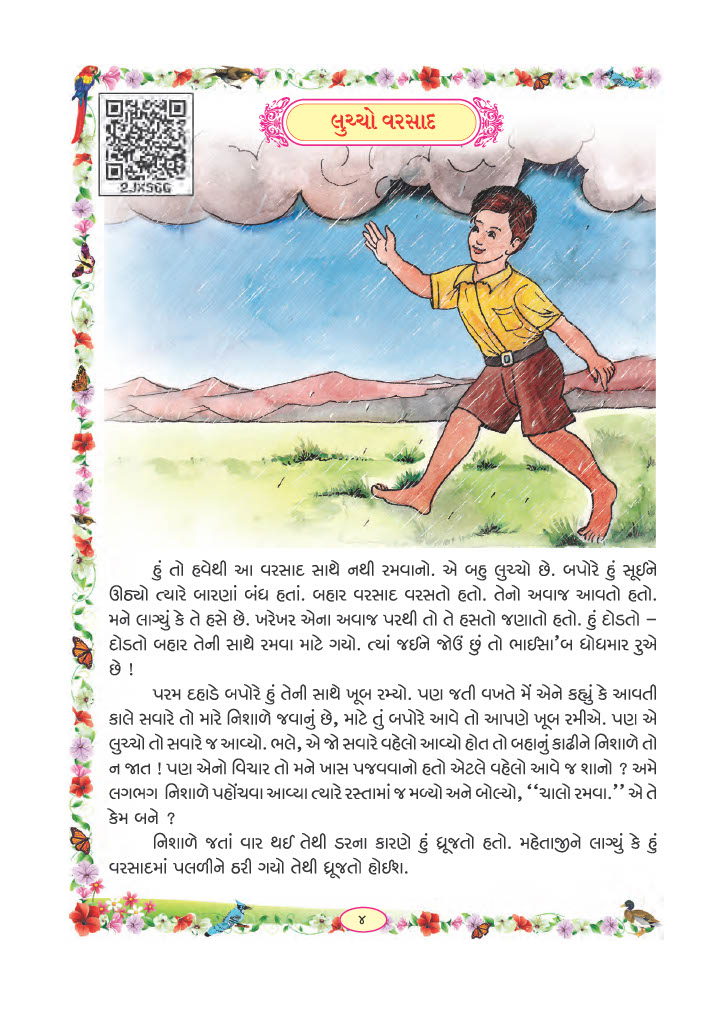 2JXS6G
લુચ્ચો વરસાદ
હું તો હવેથી આ વરસાદ સાથે નથી રમવાનો. એ બહુ લુચ્ચો છે. બપોરે હું સૂઈને
ઊઠ્યો ત્યારે બારણાં બંધ હતાં. બહાર વરસાદ વરસતો હતો. તેનો અવાજ આવતો હતો.
મને લાગ્યું કે તે હસે છે. ખરેખર એના અવાજ પરથી તો તે હસતો જણાતો હતો. હું દોડતો –
દોડતો બહાર તેની સાથે રમવા માટે ગયો. ત્યાં જઈને જોઉં છું તો ભાઈસા’બ ધોધમાર રુએ
છે !
પરમ દહાડે બપોરે હું તેની સાથે ખૂબ રમ્યો. પણ જતી વખતે મેં એને કહ્યું કે આવતી
કાલે સવારે તો મારે નિશાળે જવાનું છે, માટે તું બપોરે આવે તો આપણે ખૂબ રમીએ. પણ એ
લુચ્ચો તો સવારે જ આવ્યો. ભલે, એ જો સવારે વહેલો આવ્યો હોત તો બહાનું કાઢીને નિશાળે તો
ન જાત ! પણ એનો વિચાર તો મને ખાસ પજવવાનો હતો એટલે વહેલો આવે જ શાનો ? અમે
લગભગ નિશાળે પહોંચવા આવ્યા ત્યારે રસ્તામાં જ મળ્યો અને બોલ્યો, “ચાલો રમવા.” એ તે
કેમ બને ?
નિશાળે જતાં વાર થઈ તેથી ડરના કારણે હું ધ્રૂજતો હતો. મહેતાજીને લાગ્યું કે હું
વરસાદમાં પલળીને ઠરી ગયો તેથી ધ્રૂજતો હોઈશ.
૪